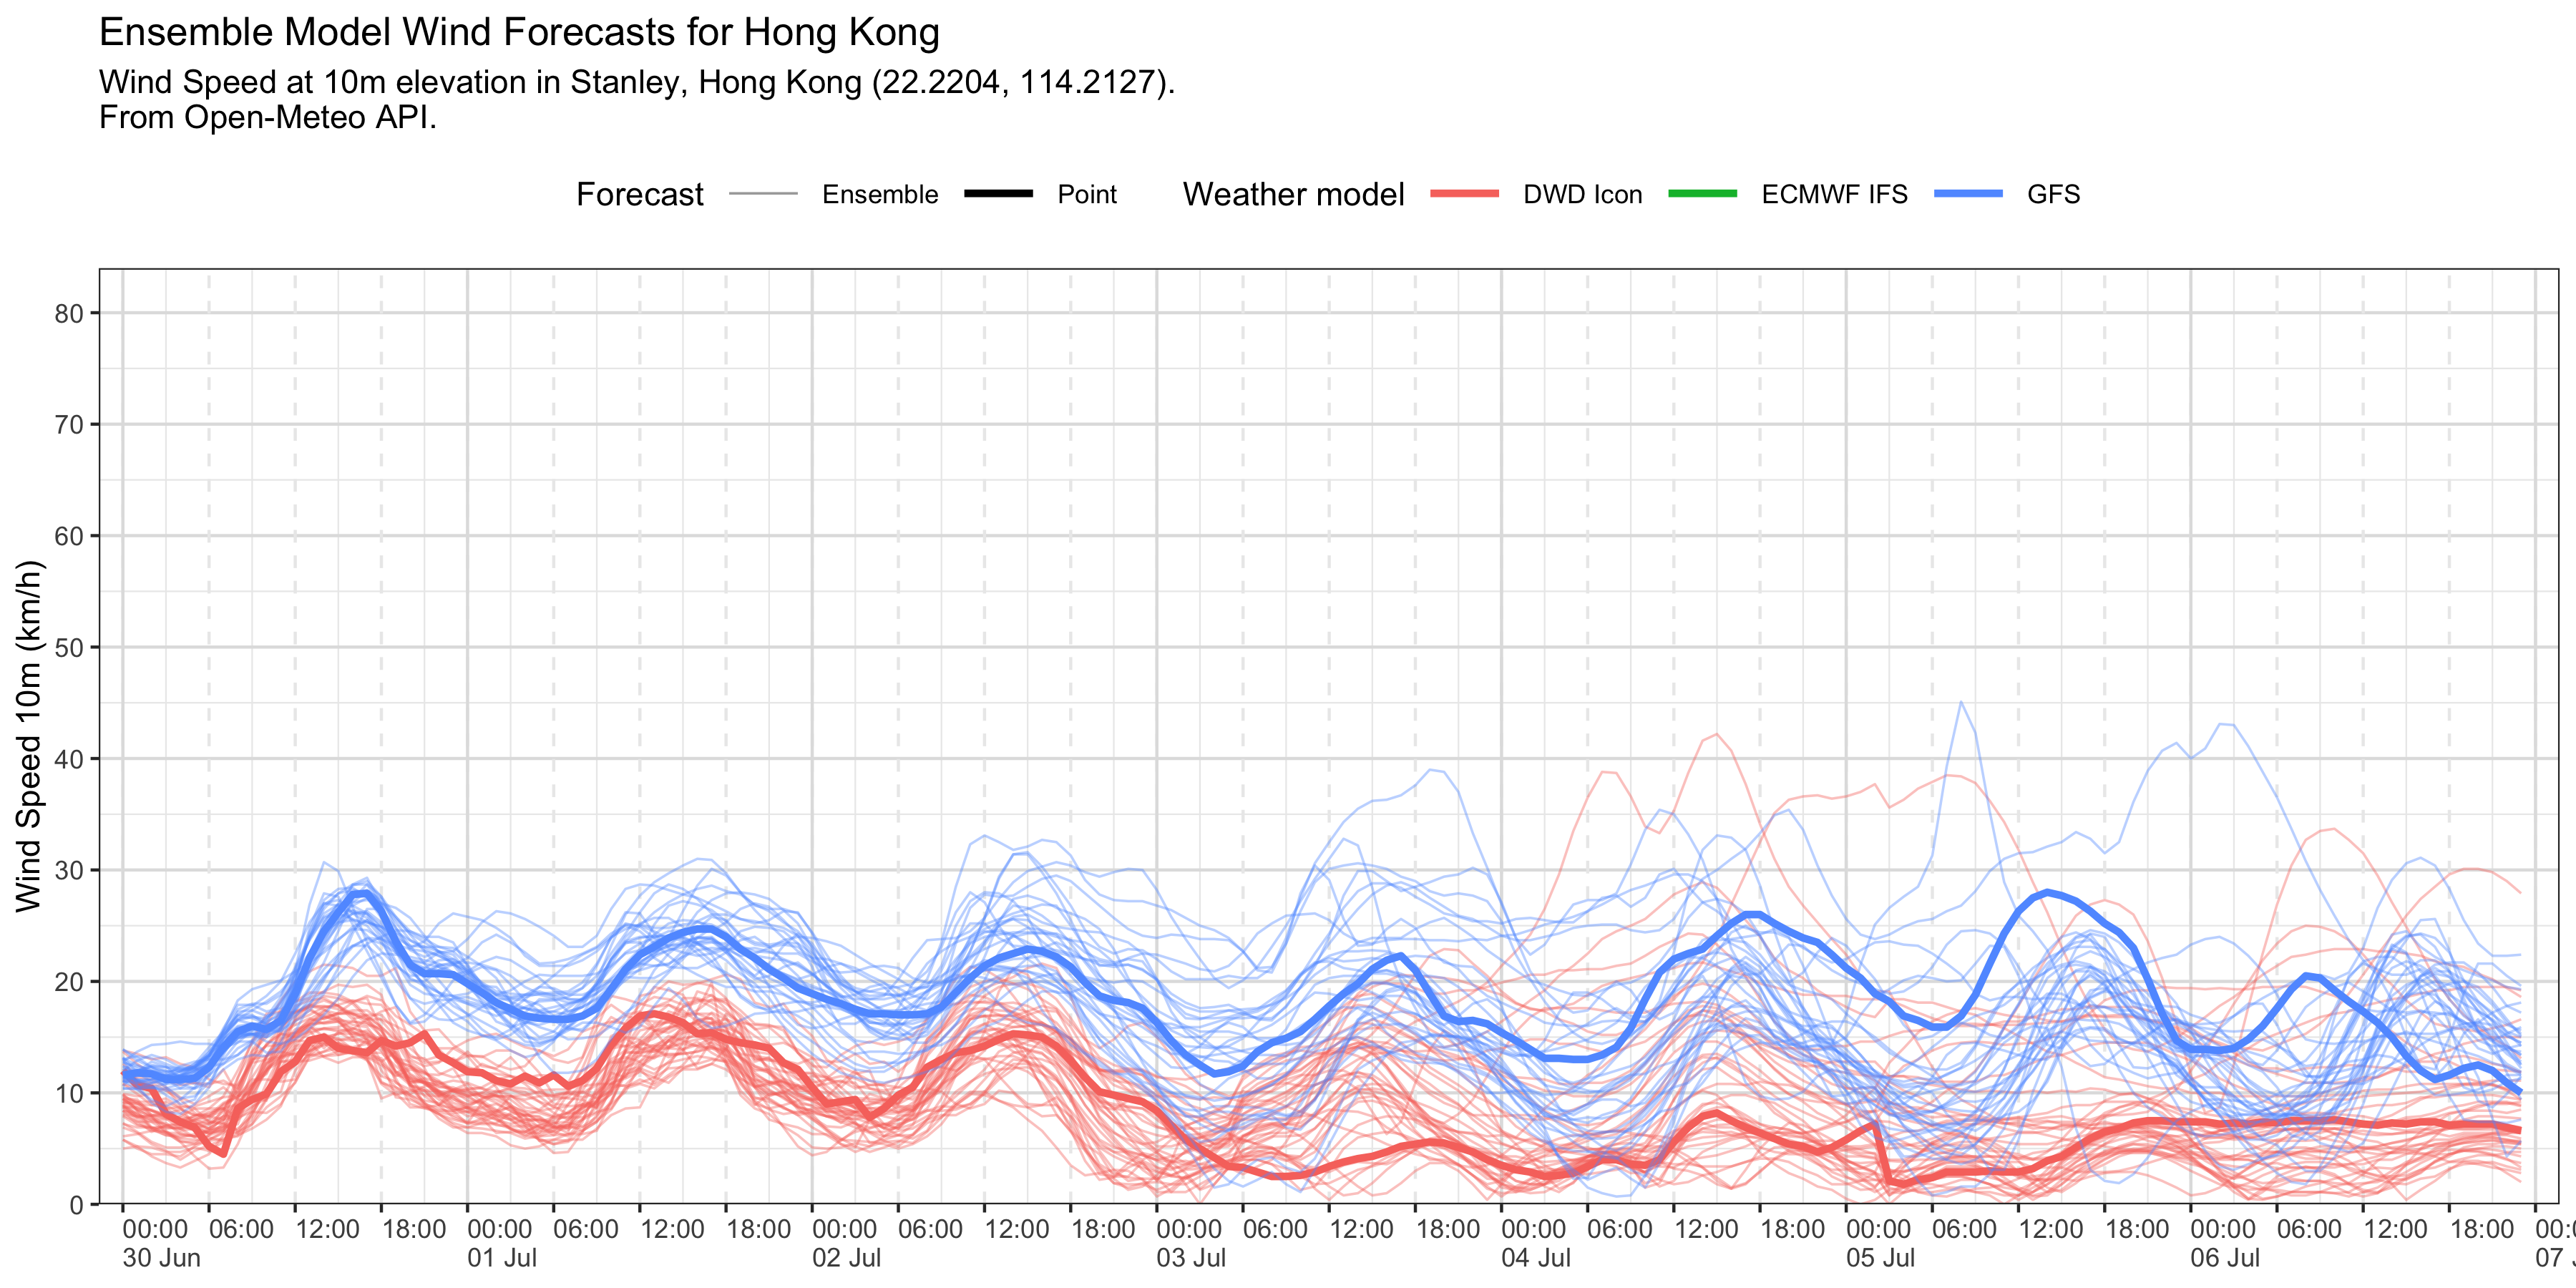 Ensemble Model Wind Forecasts for Hong Kong
Wind Speed at 10m elevation in Stanley, Hong Kong (22.2204, 114.2127).
From Open-Meteo API.
Forecast Ensemble Point Weather model DWD Icon ECMWF IFS GFS
Wind Speed 10m (km/h)
80
70
60
50
40
30
20
10
0
00:00 06:00 12:00 18:00 00:00 06:00 12:00 18:00 00:00 06:00 12:00 18:00 00:00 06:00 12:00 18:00 00:00 06:00 12:00 18:00 00:00 06:00 12:00 18:00 00:00 06:00 12:00 18:00
30 Jun 01 Jul 02 Jul 03 Jul 04 Jul 05 Jul 06 Jul 07